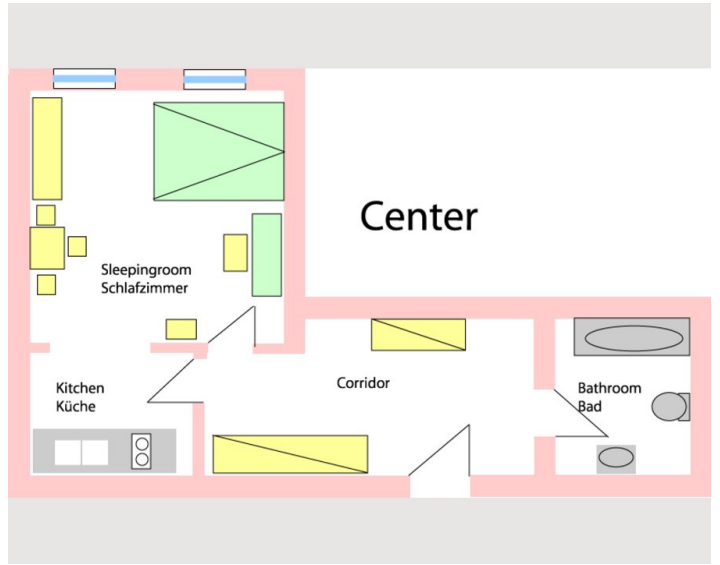 Center
Sleepingroom
Schlafzimmer
Kitchen
Küche
Corridor
Bathroom
Bad